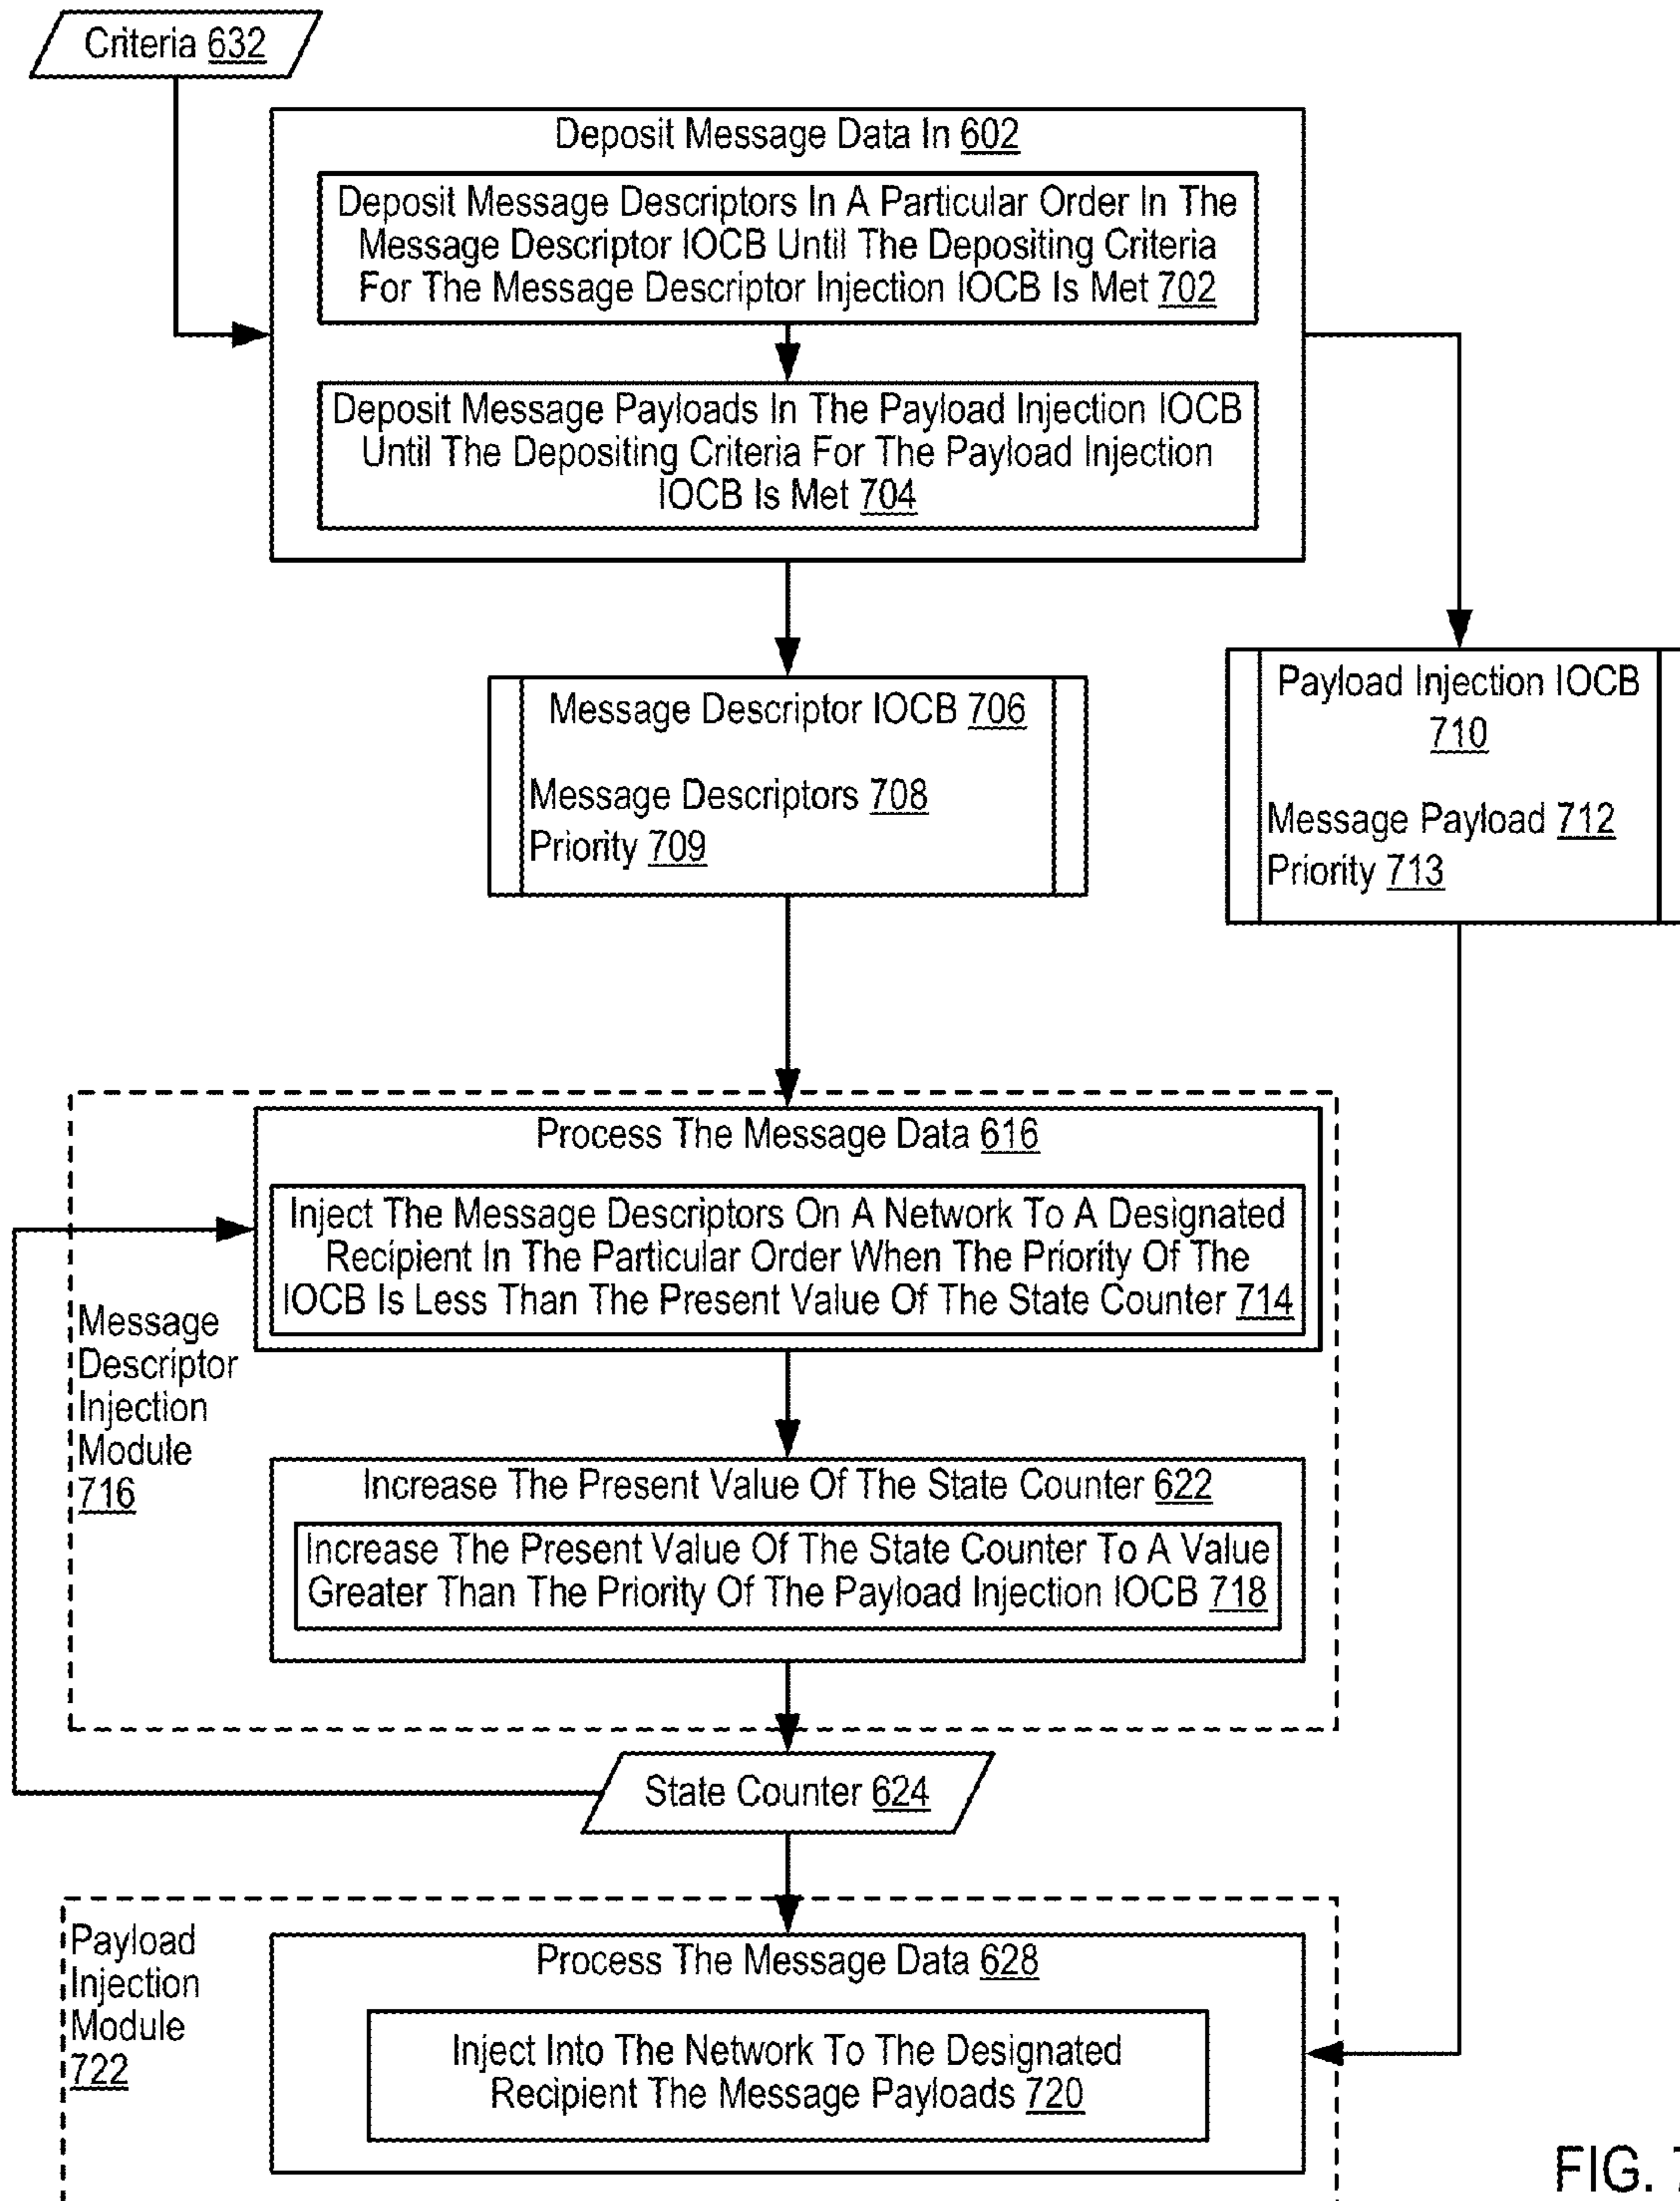 Criteria 632
Deposit Message Data In 602
Deposit Message Descriptors In A Particular Order In The
Message Descriptor IOCB Until The Depositing Criteria
For The Message Descriptor Injection IOCB Is Met 702
Deposit Message Payloads In The Payload Injection IOCB
Until The Depositing Criteria For The Payload Injection
IOCB Is Met 704
Message Descriptor IOCB 706
Message Descriptors 708
Priority 709
Payload Injection IOCB
710
Message Payload 712
Priority 713
Process The Message Data 616
Inject The Message Descriptors On A Network To A Designated
Recipient In The Particular Order When The Priority Of The
IOCB Is Less Than The Present Value Of The State Counter 714
Message
Descriptor
Injection
Module
716
Increase The Present Value Of The State Counter 622
Increase The Present Value Of The State Counter To A Value
Greater Than The Priority Of The Payload Injection IOCB 718
State Counter 624
Payload
Injection
Module
722
Process The Message Data 628
Inject Into The Network To The Designated
Recipient The Message Payloads 720
FIG. 7